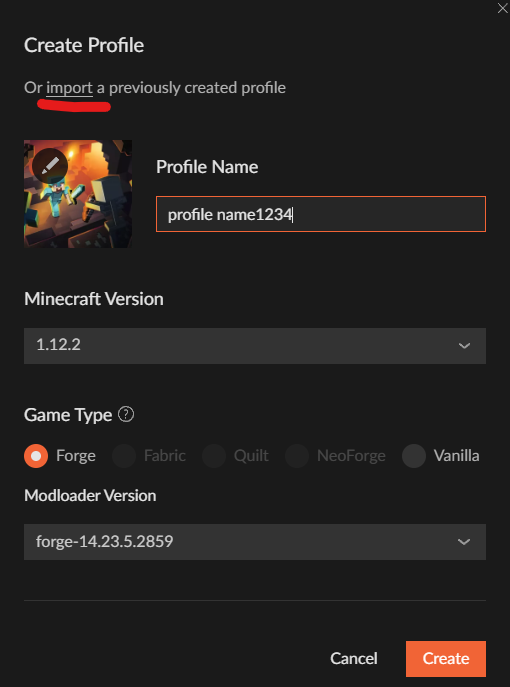 Create Profile
Or import a previously created profile
Profile Name
profile name1234
Minecraft Version
1.12.2
Game Type ?
Forge Fabric Quilt NeoForge Vanilla
Modloader Version
forge-14.23.5.2859
Cancel Create